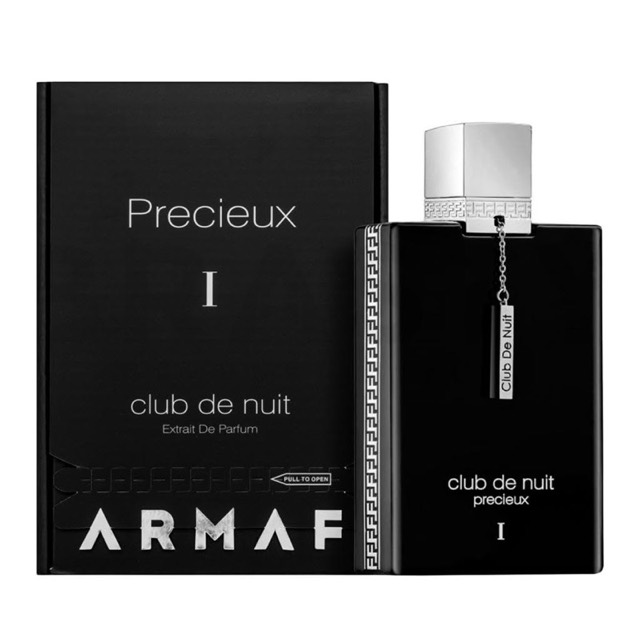 Precieux
I
club de nuit
Extrait De Parfum
PULL TO OPEN
ARMAF
Club De Nuit
club de nuit
precieux
I